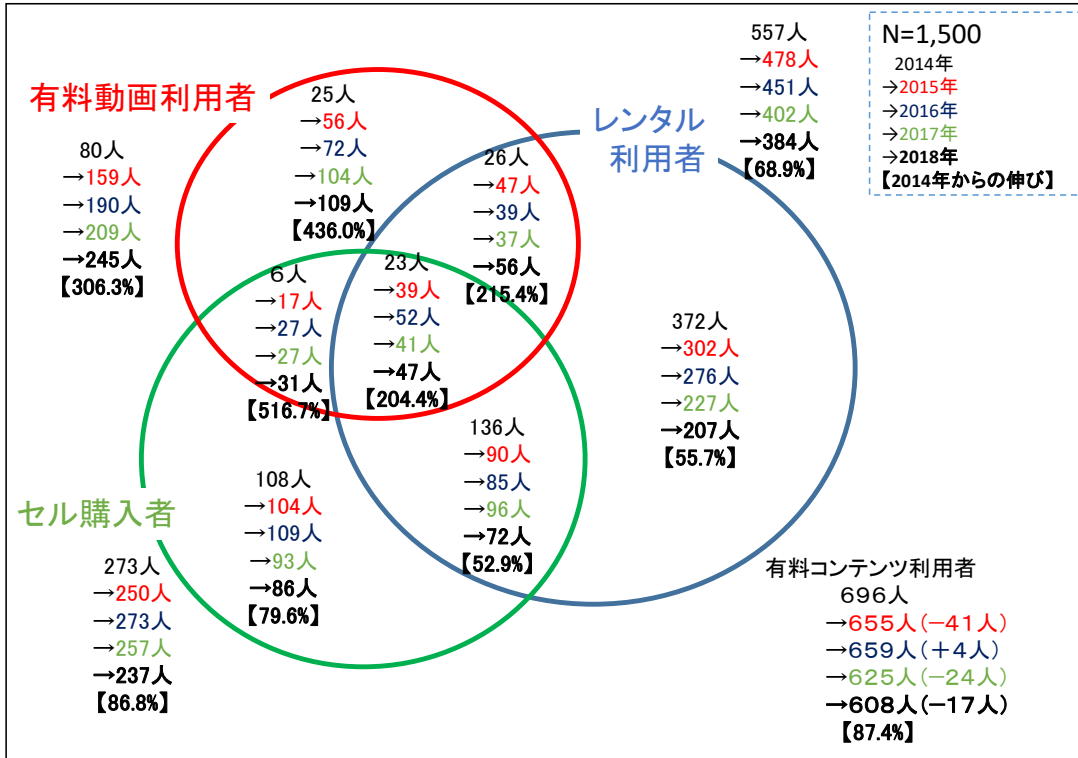 N=1,500
2014年
→2015年
→2016年
→2017年
→2018年
【2014年からの伸び】
有料動画利用者
80人
→159人
→190人
→209人
→245人
【306.3%】
25人
→56人
→72人
→104人
→109人
【436.0%】
26人
→47人
→39人
→37人
→56人
【215.4%】
レンタル
利用者
557人
→478人
→451人
→402人
→384人
【68.9%】
6人
→17人
→27人
→27人
→31人
【516.7%】
23人
→39人
→52人
→41人
→47人
【204.4%】
372人
→302人
→276人
→227人
→207人
【55.7%】
136人
→90人
→85人
→96人
→72人
【52.9%】
108人
→104人
→109人
→93人
→86人
【79.6%】
セル購入者
273人
→250人
→273人
→257人
→237人
【86.8%】
有料コンテンツ利用者
696人
→655人(−41人)
→659人(+4人)
→625人(−24人)
→608人(−17人)
【87.4%】